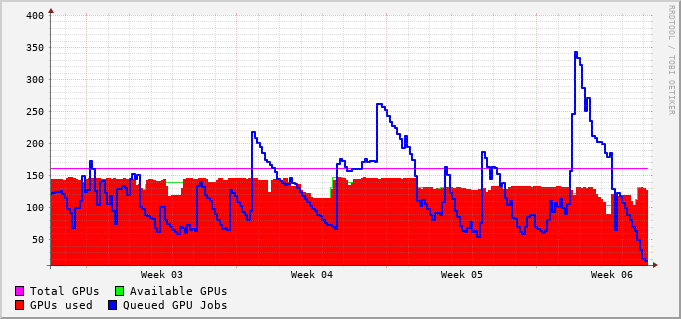 400
350
300
250
200
150
100
50
Week 03 Week 04 Week 05 Week 06
Total GPUs Available GPUs
GPUs used Queued GPU Jobs
RRDTOOL / TOBI OETIKER